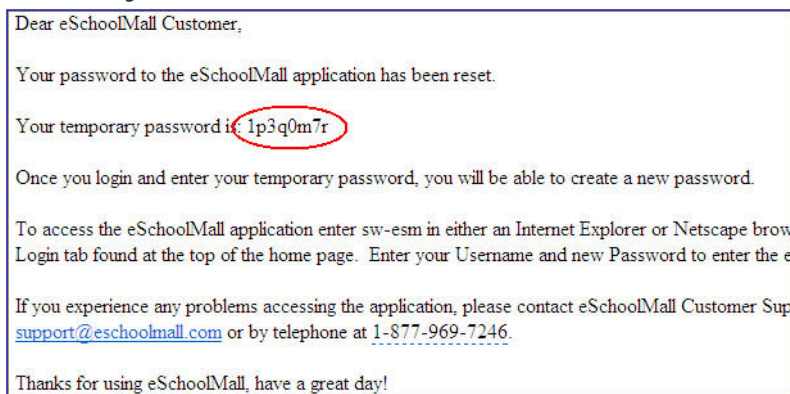 Dear eSchoolMall Customer,
Your password to the eSchoolMall application has been reset.
Your temporary password is: 1p3q0m7r
Once you login and enter your temporary password, you will be able to create a new password.
To access the eSchoolMall application enter sw-esm in either an Internet Explorer or Netscape brow
Login tab found at the top of the home page. Enter your Username and new Password to enter the e
If you experience any problems accessing the application, please contact eSchoolMall Customer Sup
support@eschoolmall.com or by telephone at 1-877-969-7246.
Thanks for using eSchoolMall, have a great day!